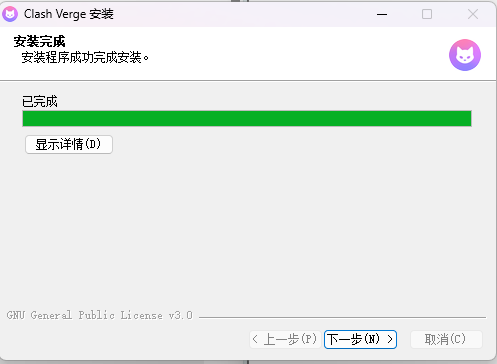 Clash Verge 安装
安装完成
安装程序成功完成安装。
已完成
显示详情(D)
GNU General Public License v3.0
< 上一步(P) 下一步(N) > 取消(C)